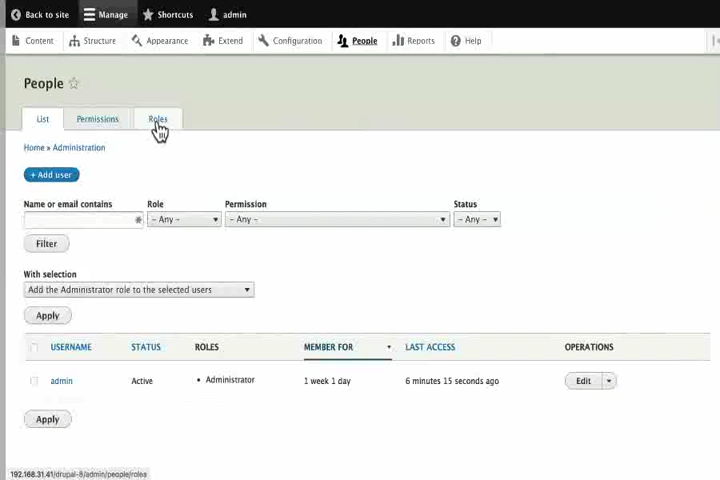 Back to site Manage Shortcuts admin
Content Structure Appearance Extend Configuration People Reports Help
People
List Permissions Roles
Home » Administration
+ Add user
Name or email contains Role Permission Status
- Any - - Any - - Any -
Filter
With selection
Add the Administrator role to the selected users
Apply
USERNAME STATUS ROLES MEMBER FOR LAST ACCESS OPERATIONS
admin Active • Administrator 1 week 1 day 6 minutes 15 seconds ago Edit
Apply
192.168.31.41/drupal-8/admin/people/roles